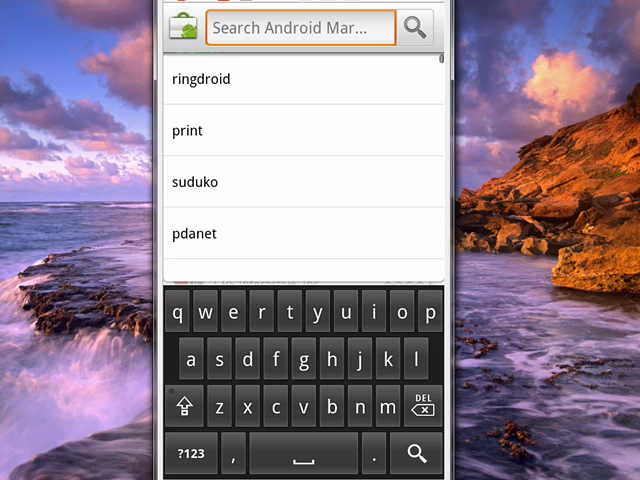 Search Android Mar...
ringdroid
print
suduko
pdanet
q w e r t y u i o p
a s d f g h j k l
z x c v b n m DEL
?123 , .